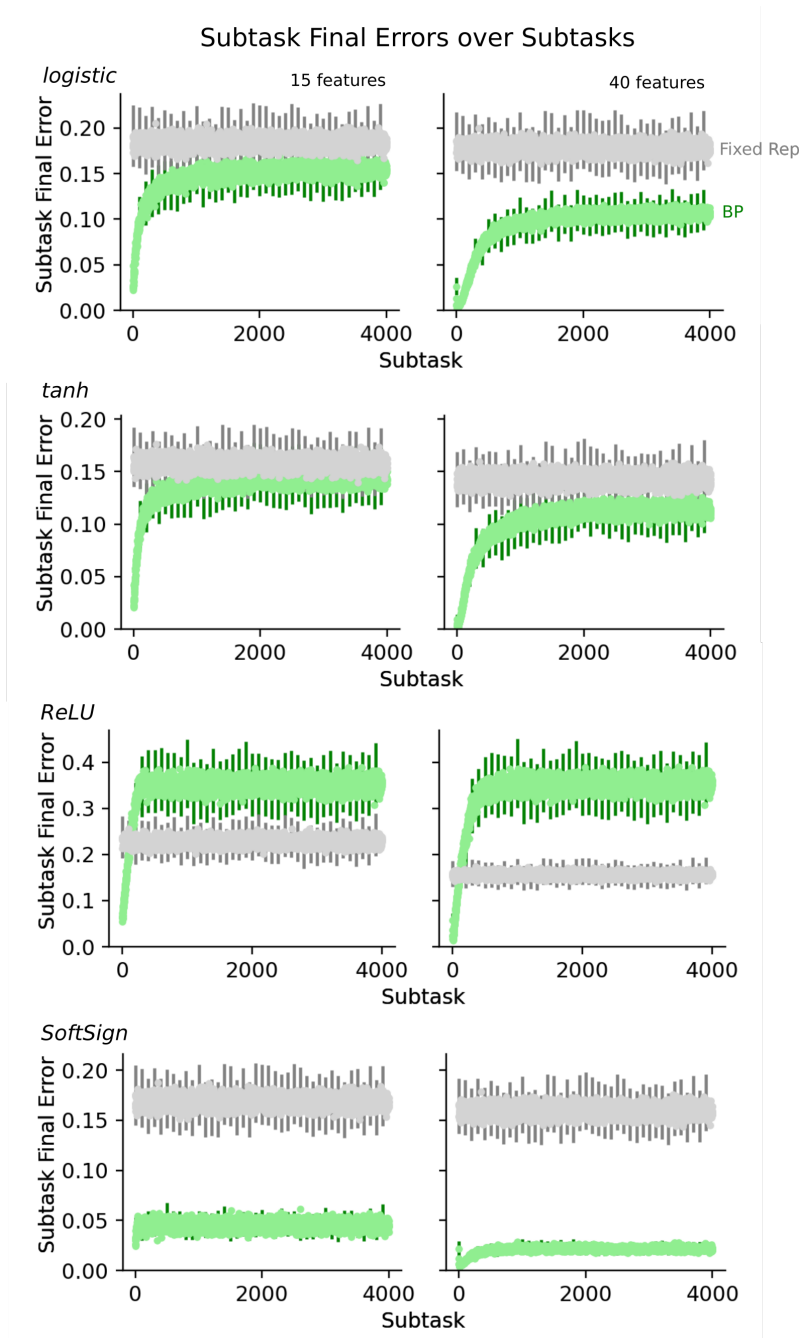 Subtask Final Errors over Subtasks
logistic
15 features
40 features
Subtask Final Error
0.20
0.15
0.10
0.05
0.00
0
2000
4000
0
2000
4000
Fixed Rep
BP
Subtask
tanh
Subtask Final Error
0.20
0.15
0.10
0.05
0.00
0
2000
4000
0
2000
4000
Subtask
ReLU
Subtask Final Error
0.4
0.3
0.2
0.1
0.0
0
2000
4000
0
2000
4000
Subtask
SoftSign
Subtask Final Error
0.20
0.15
0.10
0.05
0.00
0
2000
4000
0
2000
4000
Subtask